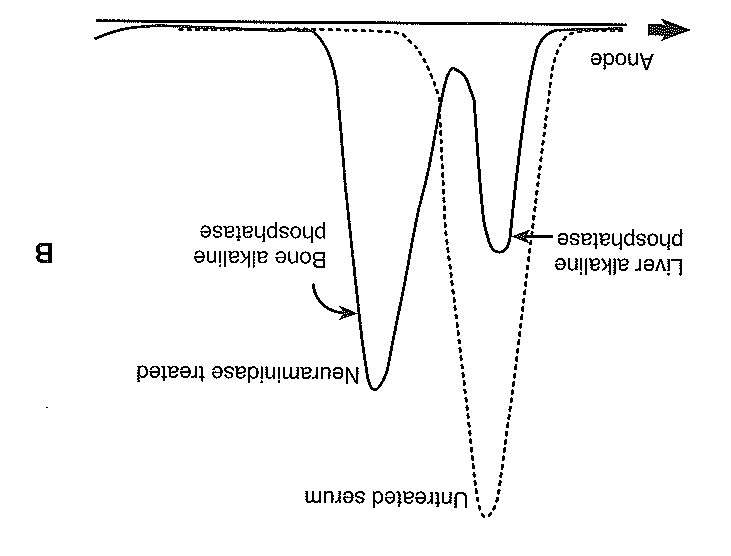 Untreated serum
Neuraminidase treated
Bone alkaline
phosphatase
Liver alkaline
phosphatase
B
Anode